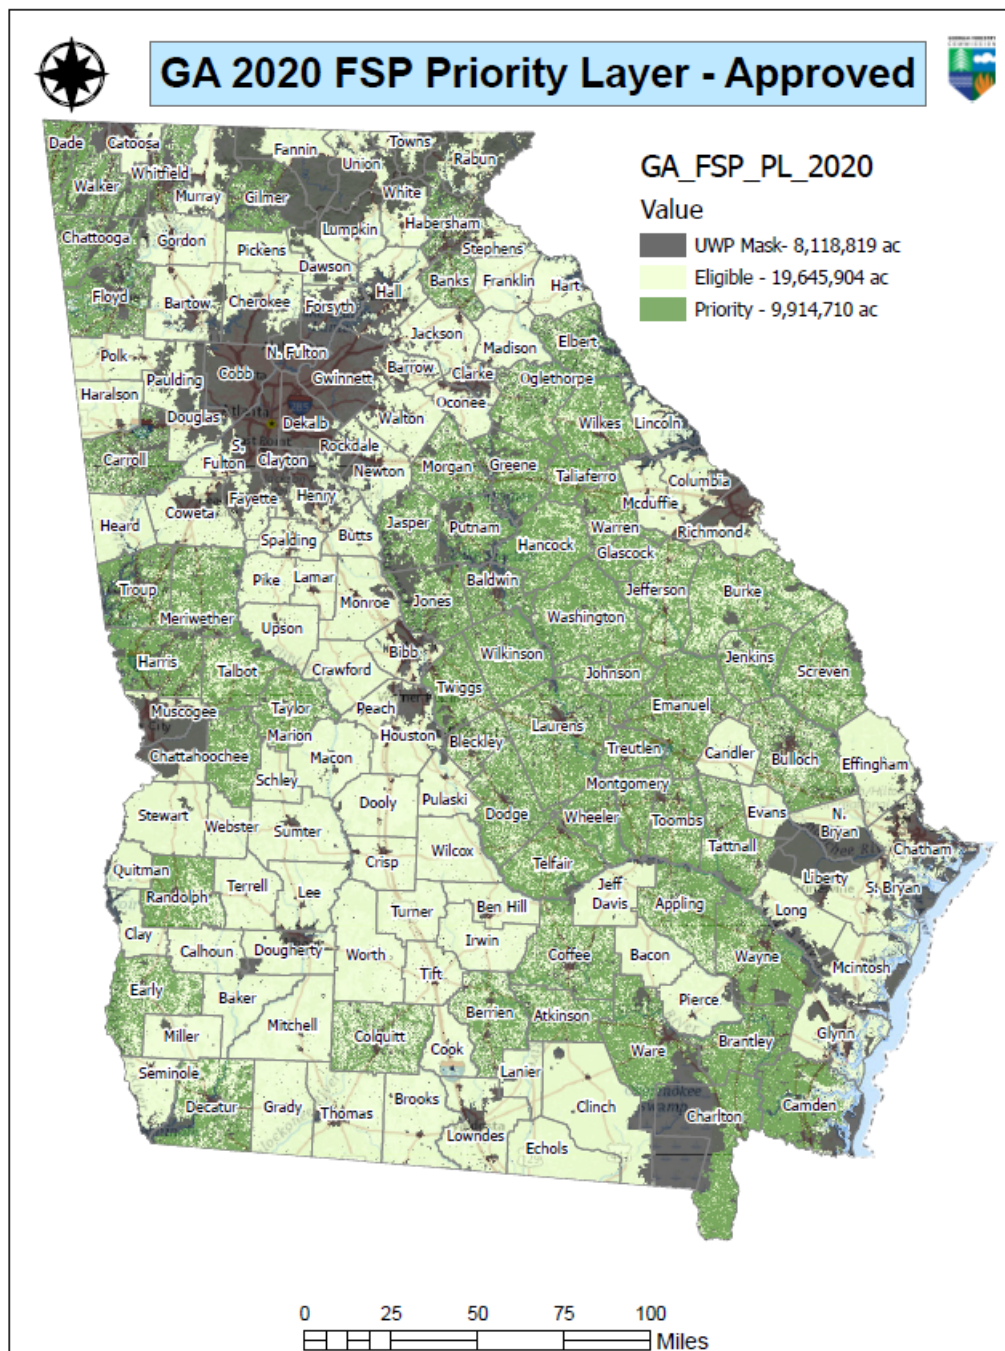 GA 2020 FSP Priority Layer - Approved
GEORGIA FORESTRY
COMMISSION
GA_FSP_PL_2020
Value
UWP Mask- 8,118,819 ac
Eligible - 19,645,904 ac
Priority - 9,914,710 ac
Dade
Catoosa
Fannin
Towns
Union
Rabun
Whitfield
Walker
Murray
Gilmer
White
Habersham
Lumpkin
Chattooga
Gordon
Pickens
Stephens
Dawson
Banks
Franklin
Hart
Floyd
Bartow
Cherokee
Forsyth
Hall
Jackson
Madison
Elbert
Polk
N. Fulton
Cobb
Gwinnett
Barrow
Clarke
Oglethorpe
Paulding
Haralson
Oconee
Douglas
Atlanta
285
Dekalb
Walton
Wilkes
Lincoln
S.
Fulton
Clayton
Rockdale
Carroll
Newton
Morgan
Greene
Taliaferro
Columbia
Mcduffie
Fayette
Henry
Heard
Coweta
Butts
Jasper
Putnam
Spalding
Hancock
Warren
Richmond
Glascock
Troup
Pike
Lamar
Baldwin
Jefferson
Burke
Monroe
Jones
Meriwether
Upson
Washington
Harris
Talbot
Crawford
Bibb
Wilkinson
Jenkins
Screven
Johnson
Twiggs
Muscogee
City
Taylor
Peach
Emanuel
Laurens
Marion
Houston
Bleckley
Chattahoochee
Macon
Treutlen
Candler
Bulloch
Effingham
Schley
Montgomery
Stewart
Dooly
Pulaski
Webster
Sumter
Dodge
Wheeler
Toombs
Evans
N.
Bryan
Crisp
Wilcox
Tattnall
Chatham
Quitman
Telfair
Randolph
Terrell
Lee
Jeff
Davis
Liberty
S. Bryan
Turner
Ben Hill
Appling
Long
Clay
Calhoun
Dougherty
Worth
Irwin
Coffee
Bacon
Wayne
Tift
Mcintosh
Early
Baker
Pierce
Berrien
Atkinson
Miller
Mitchell
Colquitt
Glynn
Cook
Ware
Brantley
Seminole
Lanier
Decatur
Grady
Thomas
Brooks
Clinch
Charlton
Camden
Lowndes
Echols
129
0 25 50 75 100
Miles